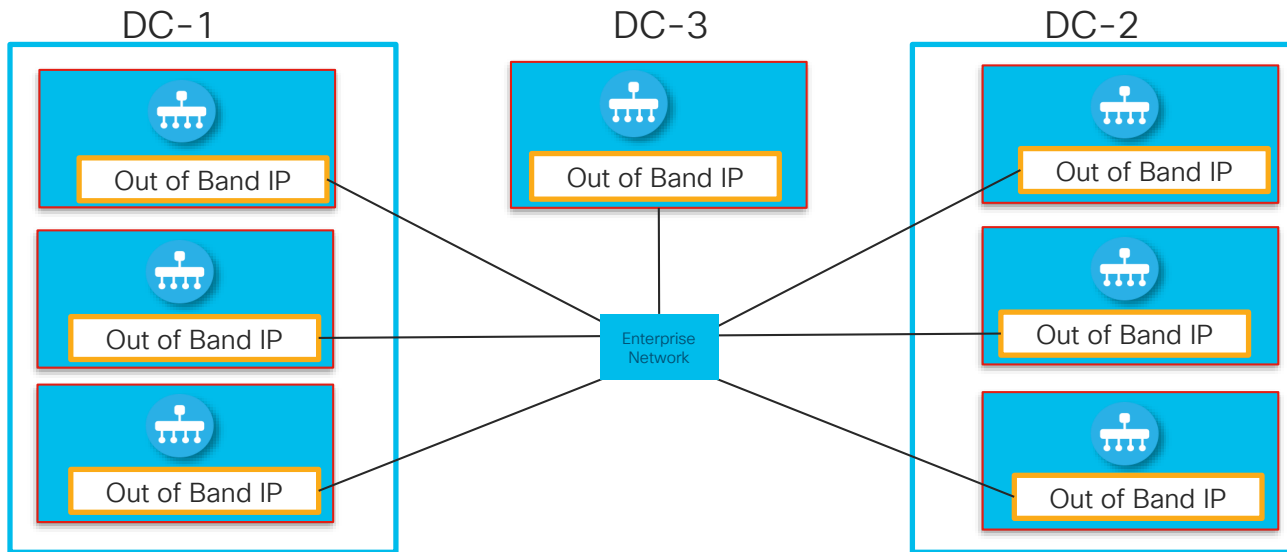 DC-1
DC-3
DC-2
Out of Band IP
Out of Band IP
Out of Band IP
Out of Band IP
Out of Band IP
Enterprise
Network
Out of Band IP
Out of Band IP